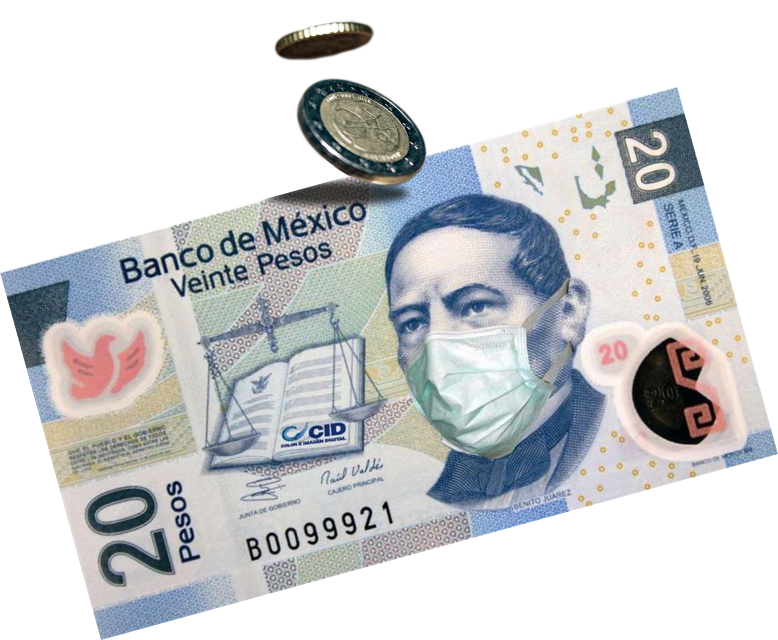 20
SERIE A
Banco de México
Veinte Pesos
20
C CID
COLON E IMAGEN DIGITAL
JUNTA DE GOBIERNO
CAJERO PRINCIPAL
BENITO JUÁREZ
20
Pesos
B0099921